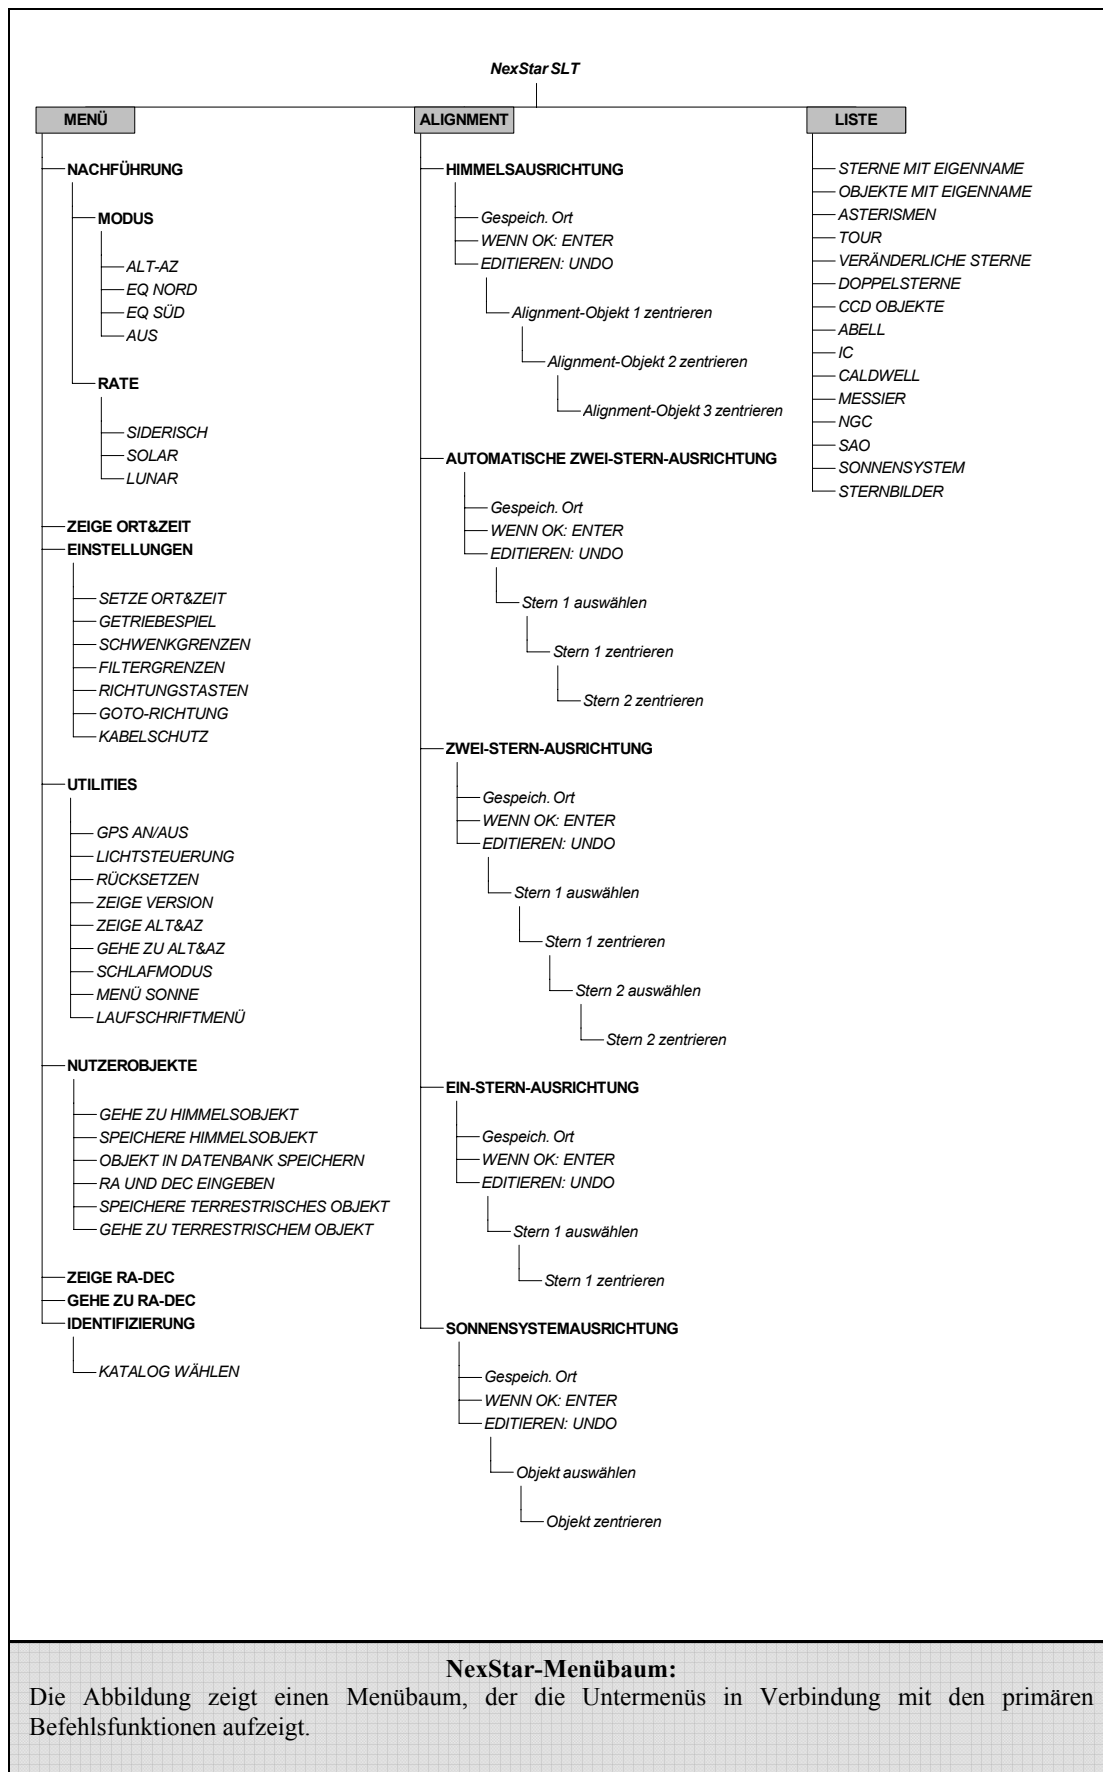 NexStar SLT
MENÜ
NACHFÜHRUNG
MODUS
ALT-AZ
EQ NORD
EQ SÜD
AUS
RATE
SIDERISCH
SOLAR
LUNAR
ZEIGE ORT&ZEIT
EINSTELLUNGEN
SETZE ORT&ZEIT
GETRIEBESPIEL
SCHWENKGRENZEN
FILTERGRENZEN
RICHTUNGSTASTEN
GOTO-RICHTUNG
KABELSCHUTZ
UTILITIES
GPS AN/AUS
LICHTSTEUERUNG
RÜCKSETZEN
ZEIGE VERSION
ZEIGE ALT&AZ
GEHE ZU ALT&AZ
SCHLAFMODUS
MENÜ SONNE
LAUFSCHRIFTMENÜ
NUTZEROBJEKTE
GEHE ZU HIMMELSOBJEKT
SPEICHERE HIMMELSOBJEKT
OBJEKT IN DATENBANK SPEICHERN
RA UND DEC EINGEBEN
SPEICHERE TERRESTRISCHES OBJEKT
GEHE ZU TERRESTRISCHEM OBJEKT
ZEIGE RA-DEC
GEHE ZU RA-DEC
IDENTIFIZIERUNG
KATALOG WÄHLEN
ALIGNMENT
HIMMELSAUSRICHTUNG
Gespeich. Ort
WENN OK: ENTER
EDITIEREN: UNDO
Alignment-Objekt 1 zentrieren
Alignment-Objekt 2 zentrieren
Alignment-Objekt 3 zentrieren
AUTOMATISCHE ZWEI-STERN-AUSRICHTUNG
Gespeich. Ort
WENN OK: ENTER
EDITIEREN: UNDO
Stern 1 auswählen
Stern 1 zentrieren
Stern 2 zentrieren
ZWEI-STERN-AUSRICHTUNG
Gespeich. Ort
WENN OK: ENTER
EDITIEREN: UNDO
Stern 1 auswählen
Stern 1 zentrieren
Stern 2 auswählen
Stern 2 zentrieren
EIN-STERN-AUSRICHTUNG
Gespeich. Ort
WENN OK: ENTER
EDITIEREN: UNDO
Stern 1 auswählen
Stern 1 zentrieren
SONNENSYSTEMAUSRICHTUNG
Gespeich. Ort
WENN OK: ENTER
EDITIEREN: UNDO
Objekt auswählen
Objekt zentrieren
LISTE
STERNE MIT EIGENNAME
OBJEKTE MIT EIGENNAME
ASTERISMEN
TOUR
VERÄNDERLICHE STERNE
DOPPELSTERNE
CCD OBJEKTE
ABELL
IC
CALDWELL
MESSIER
NGC
SAO
SONNENSYSTEM
STERNBILDER
NexStar-Menübaum:
Die Abbildung zeigt einen Menübaum, der die Untermenüs in Verbindung mit den primären
Befehlsfunktionen aufzeigt.